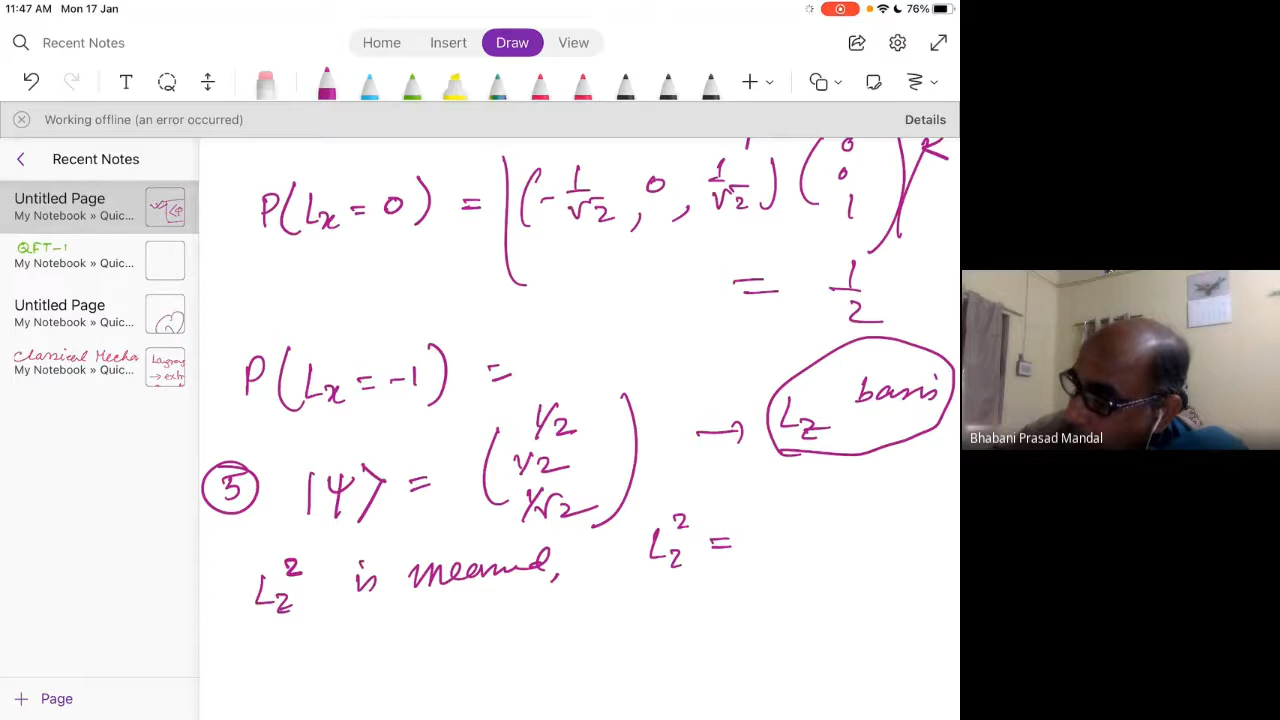 11:47 AM Mon 17 Jan
76%
Recent Notes
Home Insert Draw View
Working offline (an error occurred)
Details
Recent Notes
Untitled Page
My Notebook » Quic...
QFT-1
My Notebook » Quic...
Untitled Page
My Notebook » Quic...
Classical Mecha
My Notebook » Quic...
Page
P(Lx = 0) = |(-1/√2, 0, 1/√2) (0 0 1)|²
= 1/2
P(Lx = -1) =
Lz basis
5 |ψ> = (1/2 1/2 1/√2) →
Lz² is measured, Lz² =
Bhabani Prasad Mandal